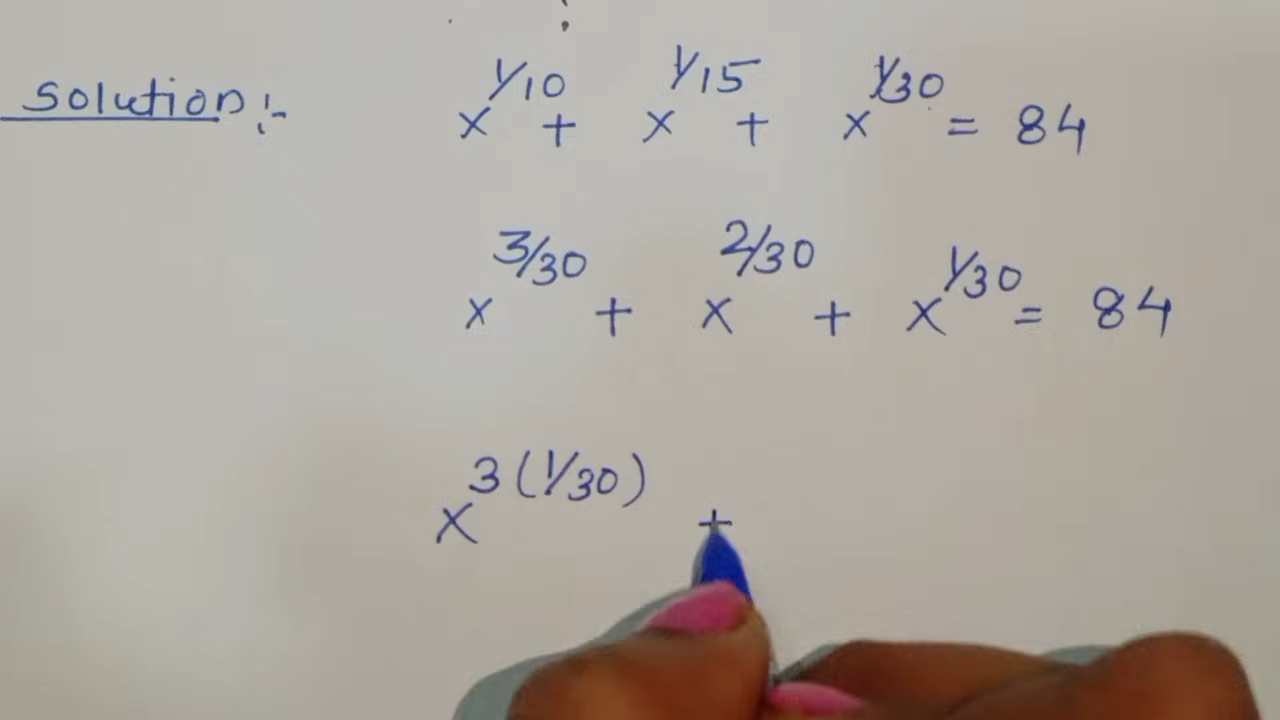 Solution:-
x^1/10 + x^1/15 + x^1/30 = 84
x^3/30 + x^2/30 + x^1/30 = 84
x^3(1/30) +